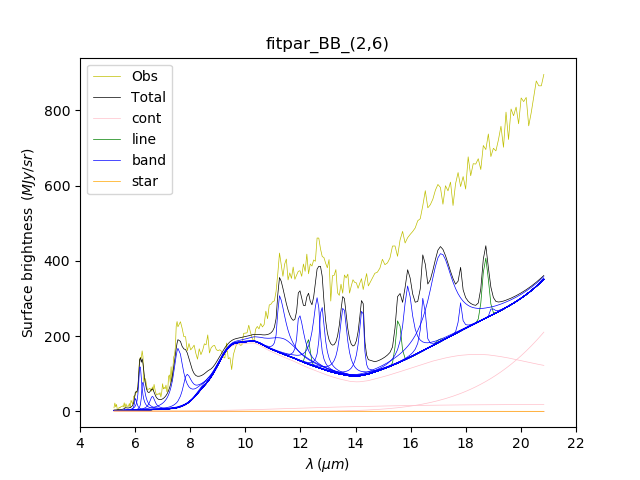 fitpar_BB_(2,6)
Surface brightness (MJy/sr)
800
600
400
200
0
Obs
Total
cont
line
band
star
4 6 8 10 12 14 16 18 20 22
λ (μm)